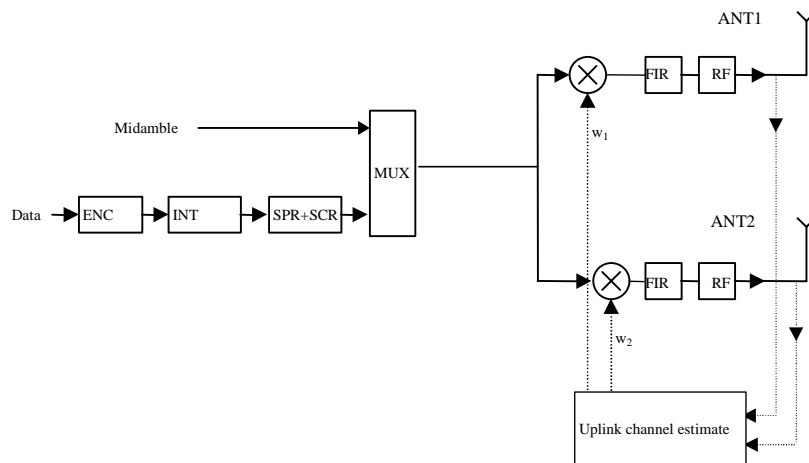 ANT1
FIR
RF
Midamble
w1
MUX
Data
ENC
INT
SPR+SCR
ANT2
FIR
RF
w2
Uplink channel estimate